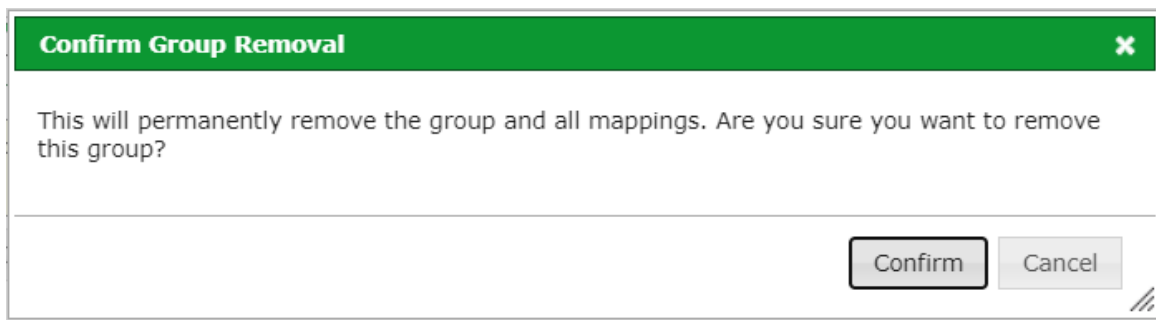 Confirm Group Removal
This will permanently remove the group and all mappings. Are you sure you want to remove
this group?
Confirm
Cancel